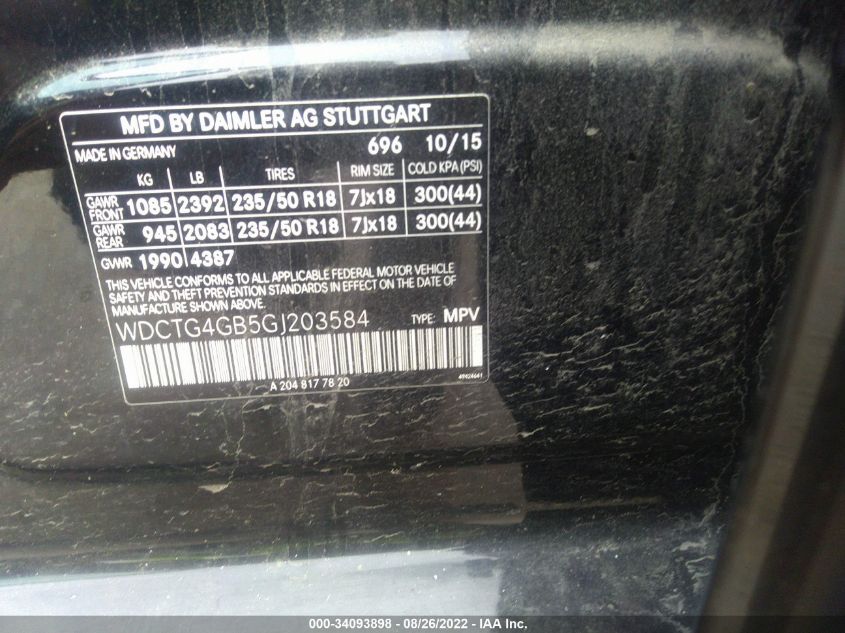 MFD BY DAIMLER AG STUTTGART
MADE IN GERMANY 696 10/15
KG LB TIRES RIM SIZE COLD KPA(PSI)
GAWR FRONT 1085 2392 235/50 R18 7Jx18 300(44)
GAWR REAR 945 2083 235/50 R18 7Jx18 300(44)
GVWR 1990 4387
THIS VEHICLE CONFORMS TO ALL APPLICABLE FEDERAL MOTOR VEHICLE
SAFETY AND THEFT PREVENTION STANDARDS IN EFFECT ON THE DATE OF
MANUFACTURE SHOWN ABOVE.
WDCTG4GB5GJ203584 TYPE: MPV
A 204 817 78 20
000-34093898 - 08/26/2022 - IAA Inc.